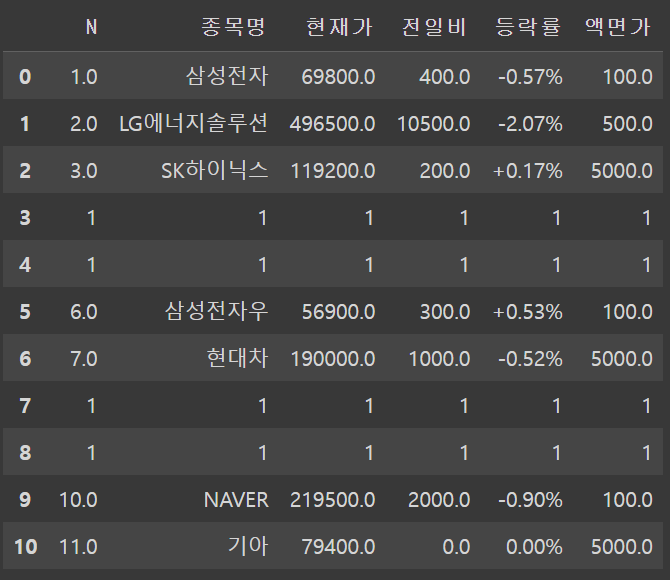 N 종목명 현재가 전일비 등락률 액면가
0 1.0 삼성전자 69800.0 400.0 -0.57% 100.0
1 2.0 LG에너지솔루션 496500.0 10500.0 -2.07% 500.0
2 3.0 SK하이닉스 119200.0 200.0 +0.17% 5000.0
3 1 1 1 1 1 1
4 1 1 1 1 1 1
5 6.0 삼성전자우 56900.0 300.0 +0.53% 100.0
6 7.0 현대차 190000.0 1000.0 -0.52% 5000.0
7 1 1 1 1 1 1
8 1 1 1 1 1 1
9 10.0 NAVER 219500.0 2000.0 -0.90% 100.0
10 11.0 기아 79400.0 0.0 0.00% 5000.0